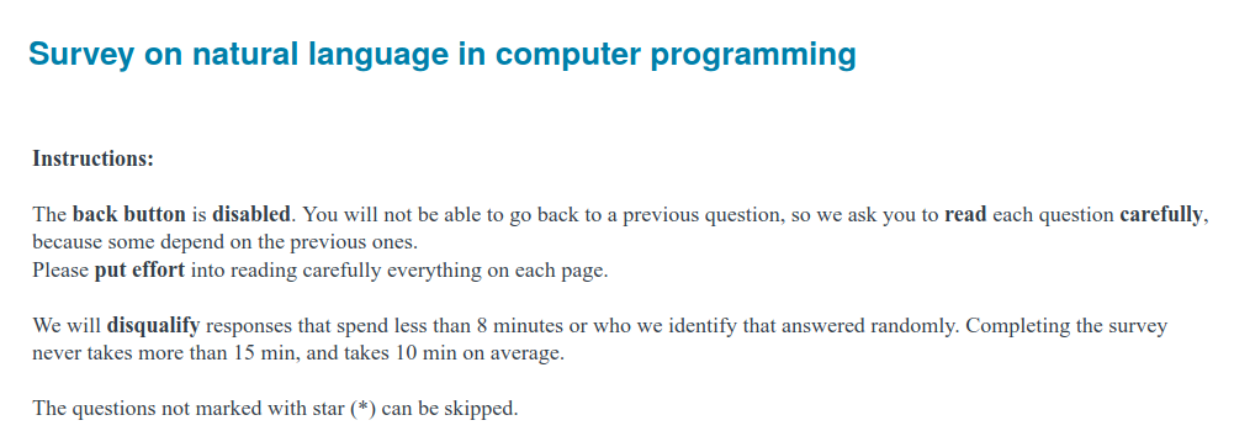 Survey on natural language in computer programming
Instructions:
The back button is disabled. You will not be able to go back to a previous question, so we ask you to read each question carefully,
because some depend on the previous ones.
Please put effort into reading carefully everything on each page.
We will disqualify responses that spend less than 8 minutes or who we identify that answered randomly. Completing the survey
never takes more than 15 min, and takes 10 min on average.
The questions not marked with star (*) can be skipped.